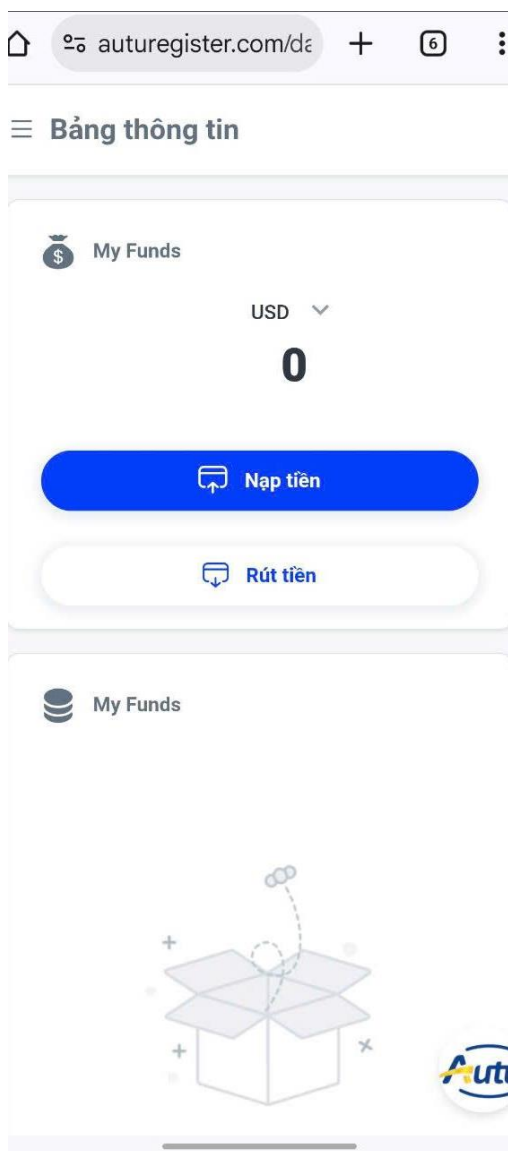 auturegister.com/da
6
Bảng thông tin
My Funds
USD
0
Nạp tiền
Rút tiền
My Funds